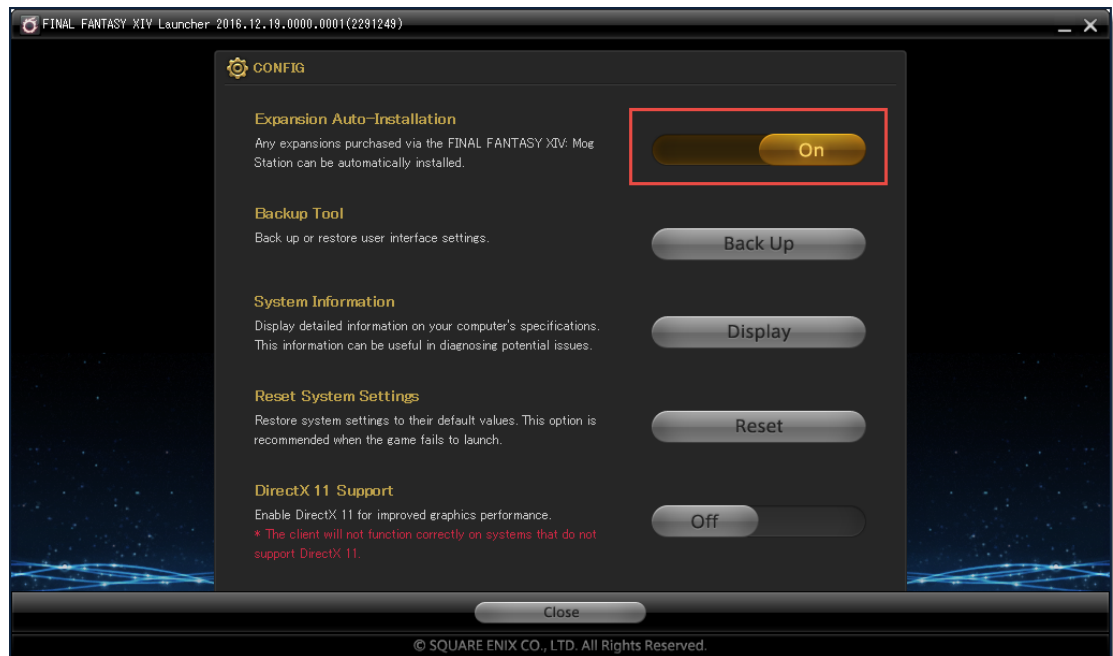 FINAL FANTASY XIV Launcher 2016.12.19.0000.0001(2291249)
CONFIG
Expansion Auto-Installation
Any expansions purchased via the FINAL FANTASY XIV: Mog
Station can be automatically installed.
On
Backup Tool
Back up or restore user interface settings.
Back Up
System Information
Display detailed information on your computer's specifications.
This information can be useful in diagnosing potential issues.
Display
Reset System Settings
Restore system settings to their default values. This option is
recommended when the game fails to launch.
Reset
DirectX 11 Support
Enable DirectX 11 for improved graphics performance.
* The client will not function correctly on systems that do not
support DirectX 11.
Off
Close
© SQUARE ENIX CO., LTD. All Rights Reserved.